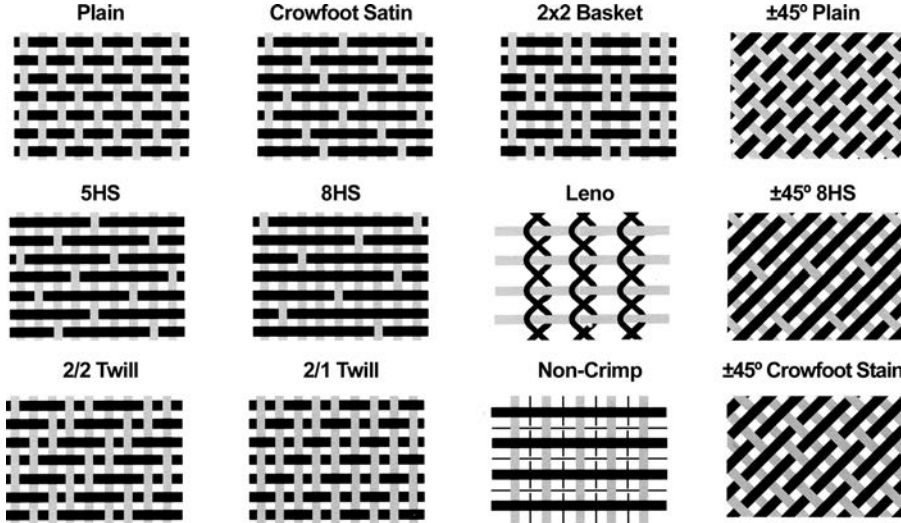 Plain
Crowfoot Satin
2x2 Basket
±45º Plain
5HS
8HS
Leno
±45º 8HS
2/2 Twill
2/1 Twill
Non-Crimp
±45º Crowfoot Stain